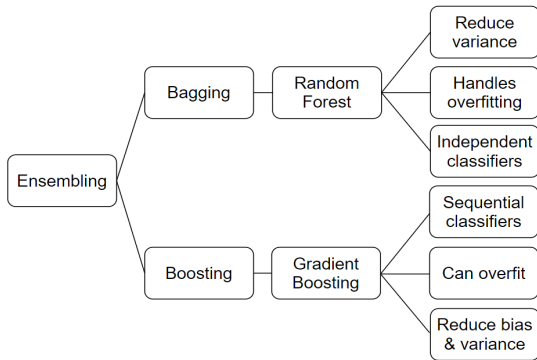 Ensembling
Bagging
Random
Forest
Reduce
variance
Handles
overfitting
Independent
classifiers
Boosting
Gradient
Boosting
Sequential
classifiers
Can overfit
Reduce bias
& variance